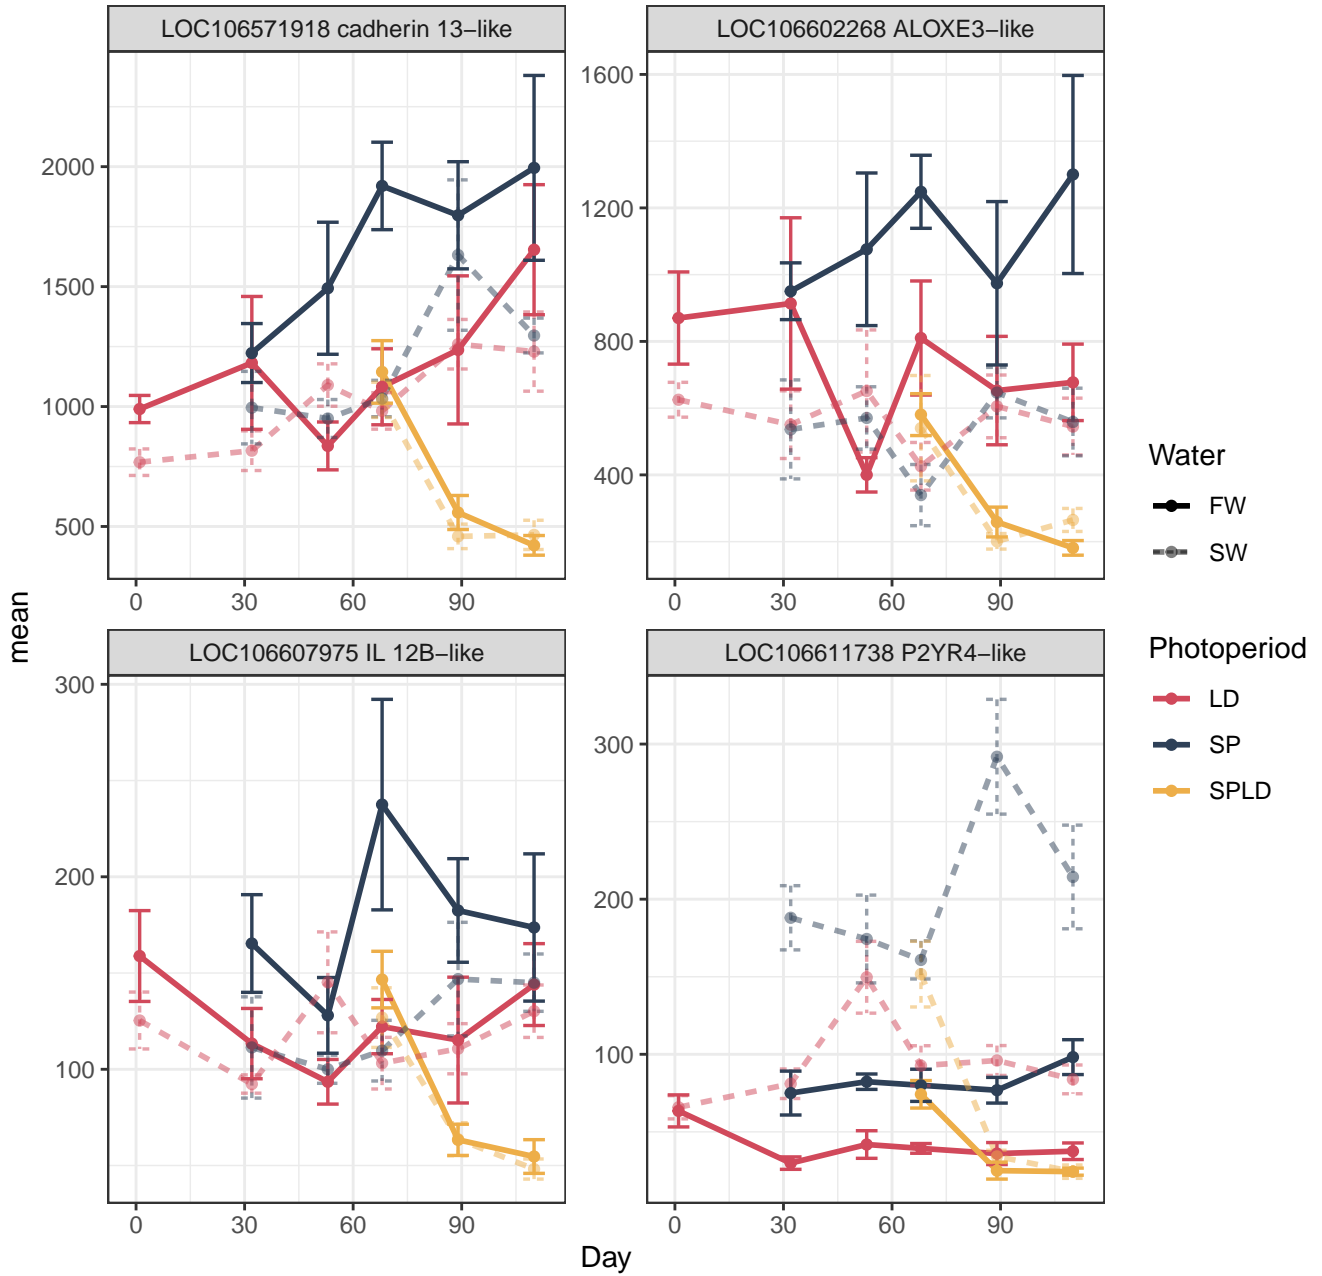 LOC106571918 cadherin 13−like
LOC106602268 ALOXE3−like
2000
1500
1000
500
0 30 60 90
1600
1200
800
400
0 30 60 90
LOC106607975 IL 12B−like
LOC106611738 P2YR4−like
300
200
100
0 30 60 90
300
200
100
0 30 60 90
mean
Day
Water
FW
SW
Photoperiod
LD
SP
SPLD